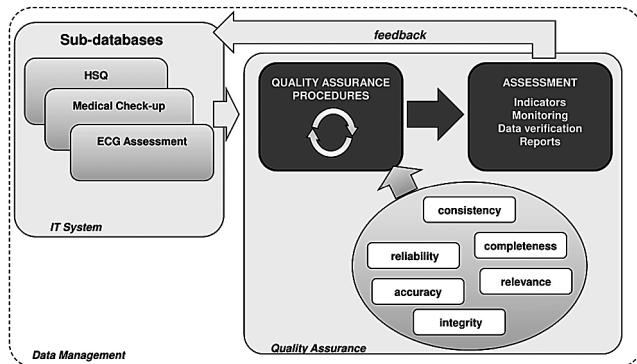 Sub-databases
HSQ
Medical Check-up
ECG Assessment
IT System
feedback
QUALITY ASSURANCE
PROCEDURES
ASSESSMENT
Indicators
Monitoring
Data verification
Reports
consistency
completeness
reliability
relevance
accuracy
integrity
Quality Assurance
Data Management